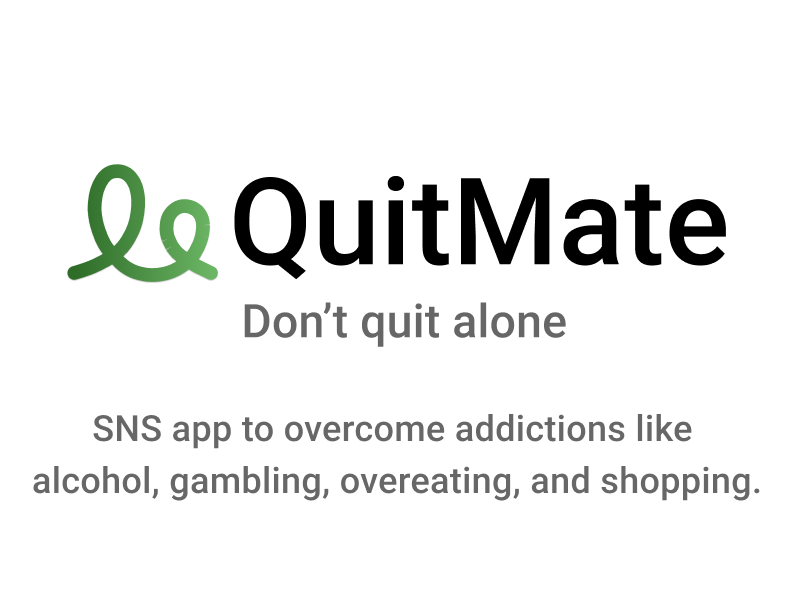 QuitMate
Don’t quit alone
SNS app to overcome addictions like
alcohol, gambling, overeating, and shopping.